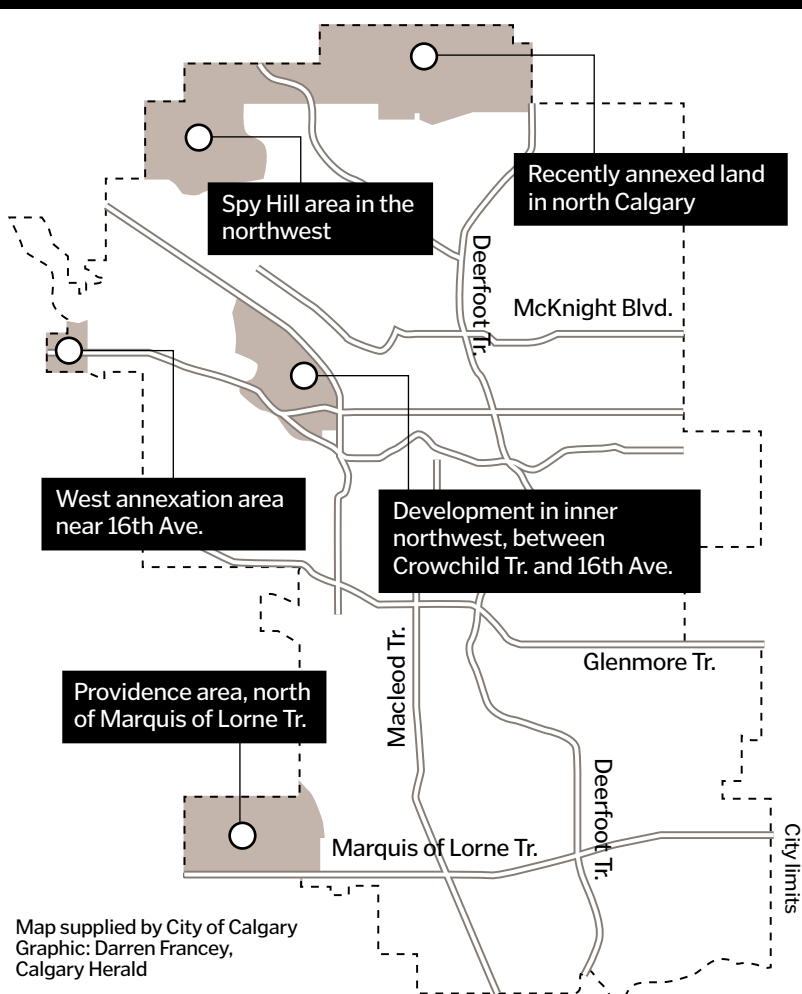 Recently annexed land
in north Calgary
Spy Hill area in the
northwest
Deerfoot Tr.
McKnight Blvd.
West annexation area
near 16th Ave.
Development in inner
northwest, between
Crowchild Tr. and 16th Ave.
Glenmore Tr.
Macleod Tr.
Providence area, north
of Marquis of Lorne Tr.
Deerfoot Tr.
Marquis of Lorne Tr.
City limits
Map supplied by City of Calgary
Graphic: Darren Francey,
Calgary Herald